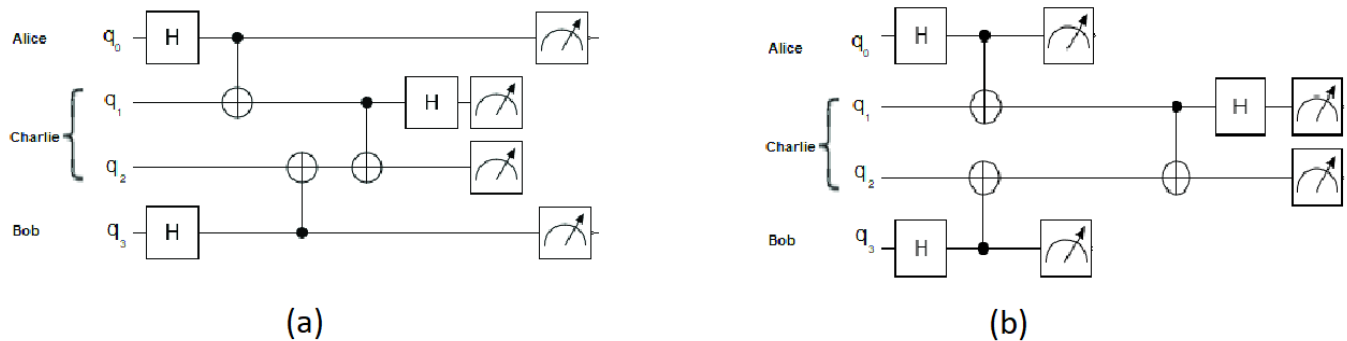 Alice q0 H
q1 H
Charlie
q2
Bob q3 H
(a)
Alice q0 H
q1 H
Charlie
q2
Bob q3 H
(b)